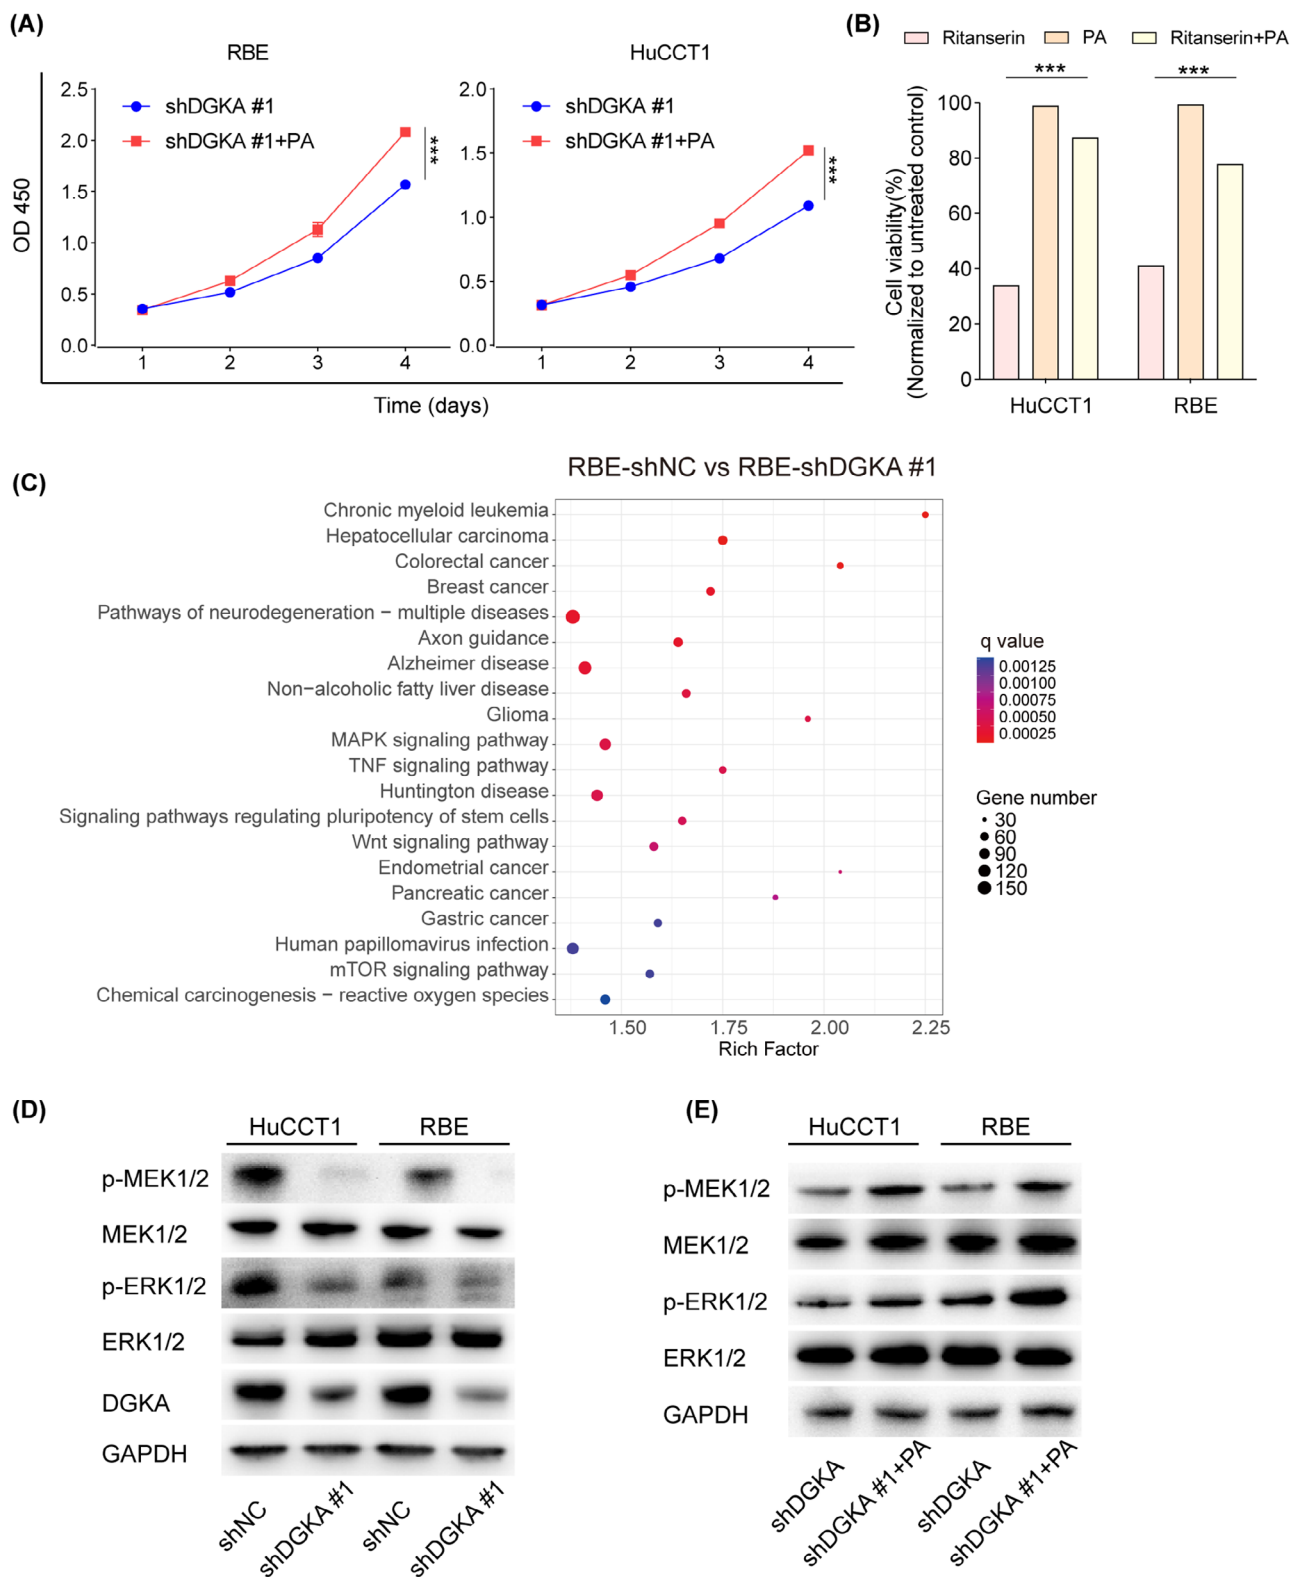 (A)
RBE
HuCCT1
2.5
2.0
1.5
1.0
0.5
0.0
shDGKA #1
shDGKA #1+PA
***
1 2 3 4
2.0
1.5
1.0
0.5
0.0
shDGKA #1
shDGKA #1+PA
***
1 2 3 4
OD 450
Time (days)
(B)
Ritanserin PA Ritanserin+PA
*** ***
100
80
60
40
20
0
Cell viability(%)
(Normalized to untreated control)
HuCCT1 RBE
(C)
RBE-shNC vs RBE-shDGKA #1
Chronic myeloid leukemia
Hepatocellular carcinoma
Colorectal cancer
Breast cancer
Pathways of neurodegeneration − multiple diseases
Axon guidance
Alzheimer disease
Non−alcoholic fatty liver disease
Glioma
MAPK signaling pathway
TNF signaling pathway
Huntington disease
Signaling pathways regulating pluripotency of stem cells
Wnt signaling pathway
Endometrial cancer
Pancreatic cancer
Gastric cancer
Human papillomavirus infection
mTOR signaling pathway
Chemical carcinogenesis − reactive oxygen species
1.50 1.75 2.00 2.25
Rich Factor
q value
0.00125
0.00100
0.00075
0.00050
0.00025
Gene number
30
60
90
120
150
(D)
HuCCT1 RBE
p-MEK1/2
MEK1/2
p-ERK1/2
ERK1/2
DGKA
GAPDH
shNC
shDGKA #1
shNC
shDGKA #1
(E)
HuCCT1 RBE
p-MEK1/2
MEK1/2
p-ERK1/2
ERK1/2
GAPDH
shDGKA
shDGKA #1+PA
shDGKA
shDGKA #1+PA